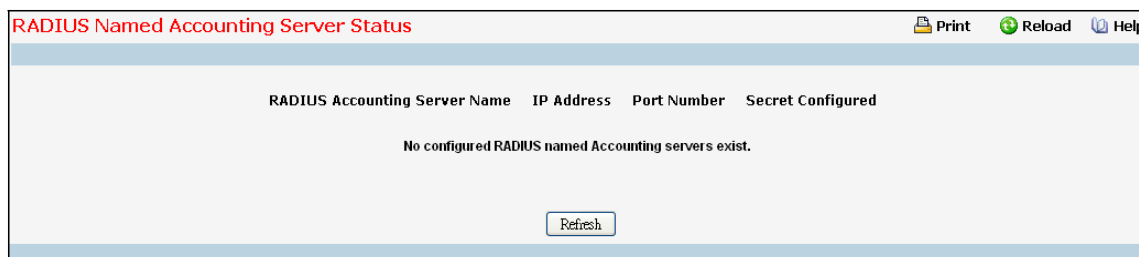 RADIUS Named Accounting Server Status Print Reload Help
RADIUS Accounting Server Name IP Address Port Number Secret Configured
No configured RADIUS named Accounting servers exist.
Refresh